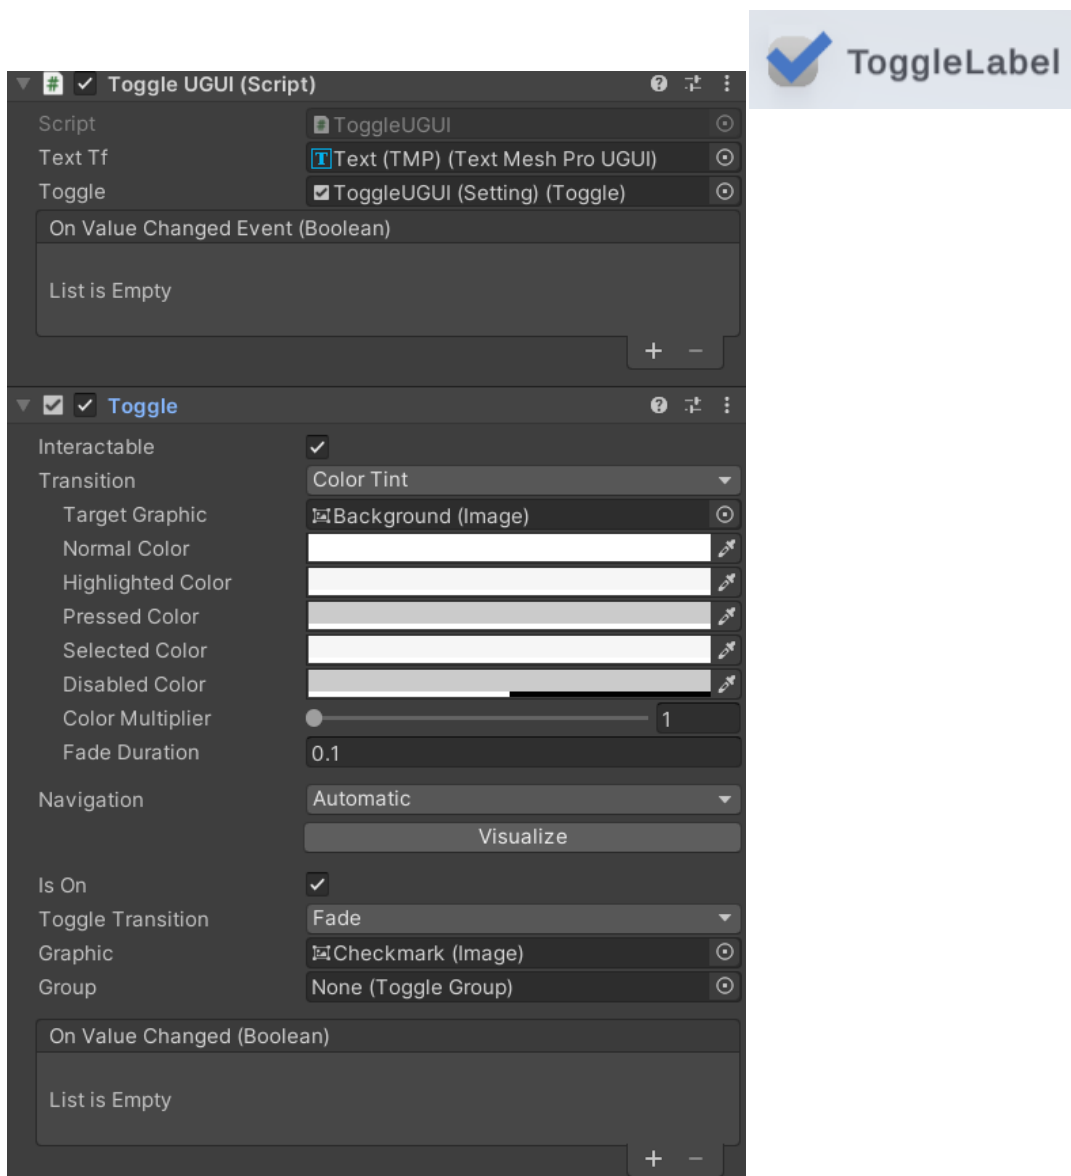 ToggleLabel
# Toggle UGUI (Script)
Script # ToggleUGUI
Text Tf T Text (TMP) (Text Mesh Pro UGUI)
Toggle ToggleUGUI (Setting) (Toggle)
On Value Changed Event (Boolean)
List is Empty
+ −
Toggle
Interactable
Transition Color Tint
Target Graphic Background (Image)
Normal Color
Highlighted Color
Pressed Color
Selected Color
Disabled Color
Color Multiplier 1
Fade Duration 0.1
Navigation Automatic
Visualize
Is On
Toggle Transition Fade
Graphic Checkmark (Image)
Group None (Toggle Group)
On Value Changed (Boolean)
List is Empty
+ −